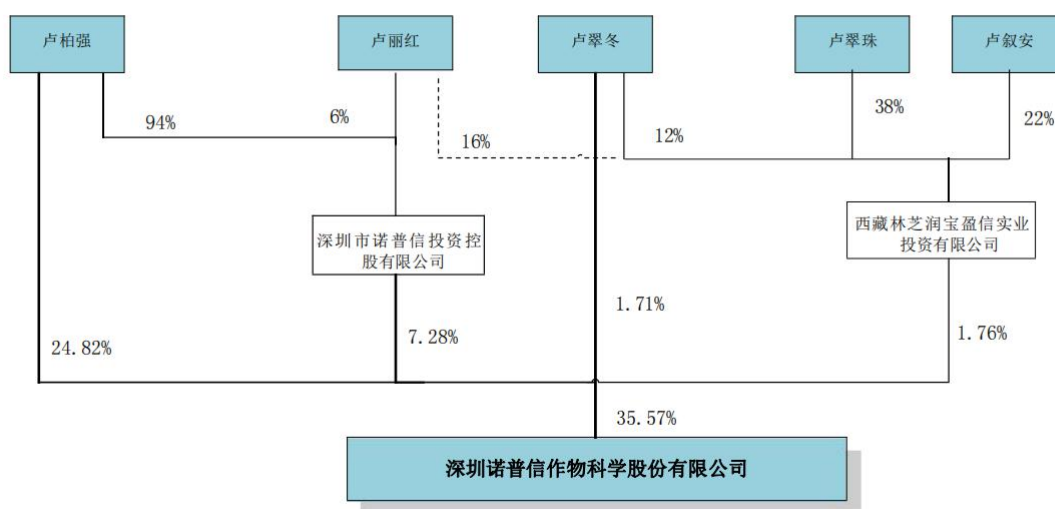 卢柏强
卢丽红
卢翠冬
卢翠珠
卢叙安
94%
6%
16%
12%
38%
22%
深圳市诺普信投资控
股有限公司
西藏林芝润宝盈信实业
投资有限公司
24.82%
7.28%
1.71%
1.76%
35.57%
深圳诺普信作物科学股份有限公司